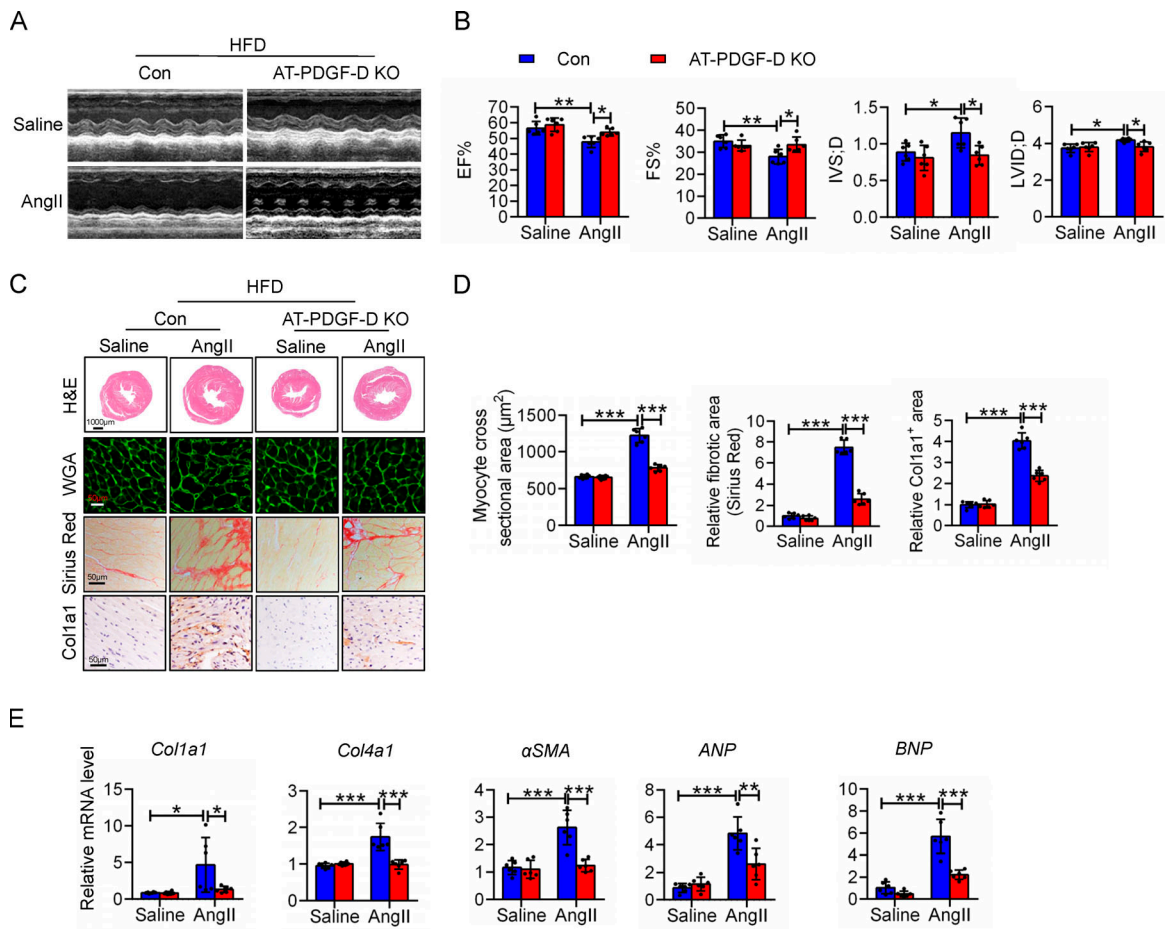 A
HFD
Con AT-PDGF-D KO
Saline
AngII
B
Con AT-PDGF-D KO
EF%
70
60
50
40
30
20
10
0
** *
Saline AngII
FS%
50
40
30
20
10
0
** *
Saline AngII
IVS;D
1.5
1.0
0.5
0.0
* *
Saline AngII
LVID;D
6
4
2
0
* *
Saline AngII
C
HFD
Con AT-PDGF-D KO
Saline AngII Saline AngII
H&E
1000μm
WGA
50μm
Sirius Red
50μm
Col1a1
50μm
D
Myocyte cross
sectional area (μm²)
1500
1000
500
0
*** ***
Saline AngII
Relative fibrotic area
(Sirius Red)
10
8
6
4
2
0
*** ***
Saline AngII
Relative Col1a1⁺ area
6
5
4
3
2
1
0
*** ***
Saline AngII
E
Relative mRNA level
Col1a1
15
10
5
0
* *
Saline AngII
Col4a1
3
2
1
0
*** ***
Saline AngII
αSMA
4
3
2
1
0
*** ***
Saline AngII
ANP
8
6
4
2
0
*** **
Saline AngII
BNP
10
8
6
4
2
0
*** ***
Saline AngII